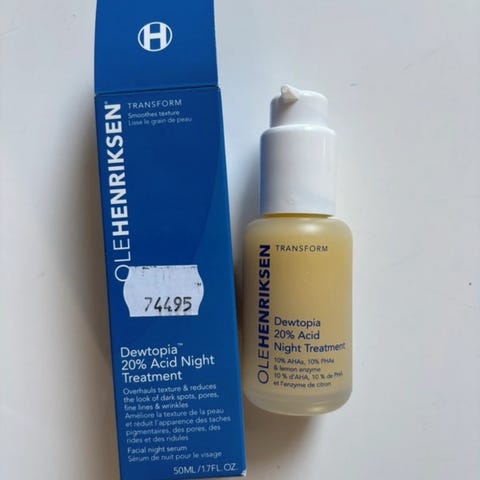 H
TRANSFORM
Smoothes texture
Lisse le grain de peau
OLEHENRIKSEN®
74495
Dewtopia™
20% Acid Night
Treatment
Overhauls texture & reduces
the look of dark spots, pores,
fine lines & wrinkles
Améliore la texture de la peau
et réduit l'apparence des taches
pigmentaires, des pores, des
rides et des ridules
Facial night serum
Sérum de nuit pour le visage
50ML/1.7FL.OZ.
OLEHENRIKSEN
TRANSFORM
Dewtopia
20% Acid
Night Treatment
10% AHAs, 10% PHAs
& lemon enzyme
10 % d'AHA, 10 % de PHA
et l'enzyme de citron